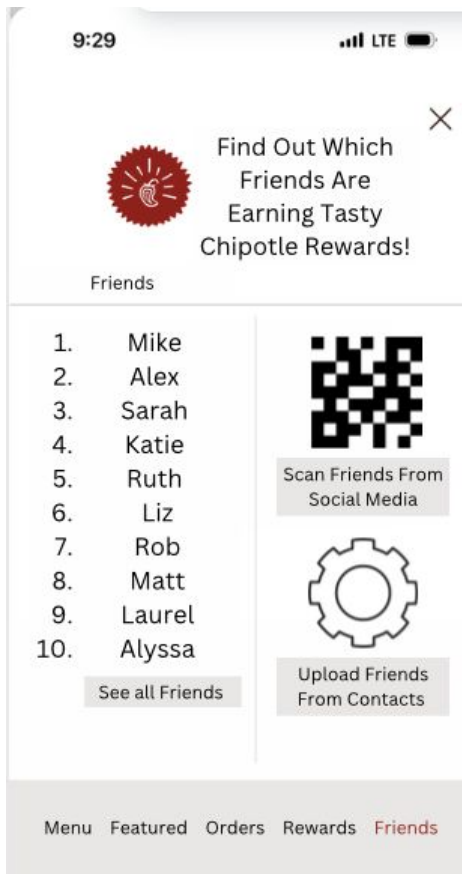 9:29
LTE
Find Out Which
Friends Are
Earning Tasty
Chipotle Rewards!
Friends
1. Mike
2. Alex
3. Sarah
4. Katie
5. Ruth
6. Liz
7. Rob
8. Matt
9. Laurel
10. Alyssa
See all Friends
Scan Friends From
Social Media
Upload Friends
From Contacts
Menu Featured Orders Rewards Friends